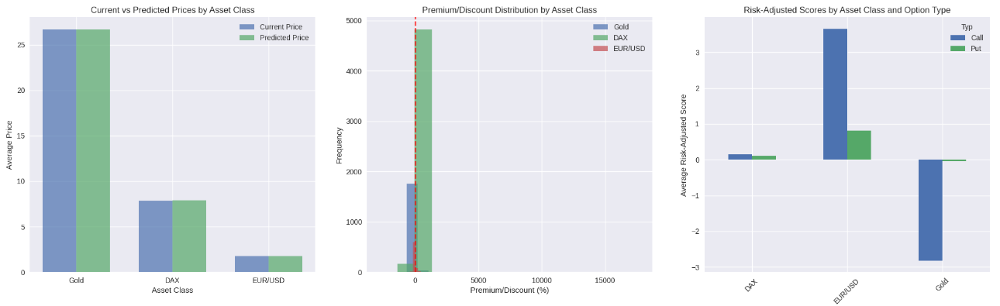 Current vs Predicted Prices by Asset Class
Current Price
Predicted Price
Average Price
25
20
15
10
5
0
Gold
DAX
EUR/USD
Asset Class
Premium/Discount Distribution by Asset Class
Gold
DAX
EUR/USD
Frequency
5000
4000
3000
2000
1000
0
0
5000
10000
15000
Premium/Discount (%)
Risk-Adjusted Scores by Asset Class and Option Type
Typ
Call
Put
Average Risk-Adjusted Score
3
2
1
0
−1
−2
−3
DAX
EUR/USD
Gold